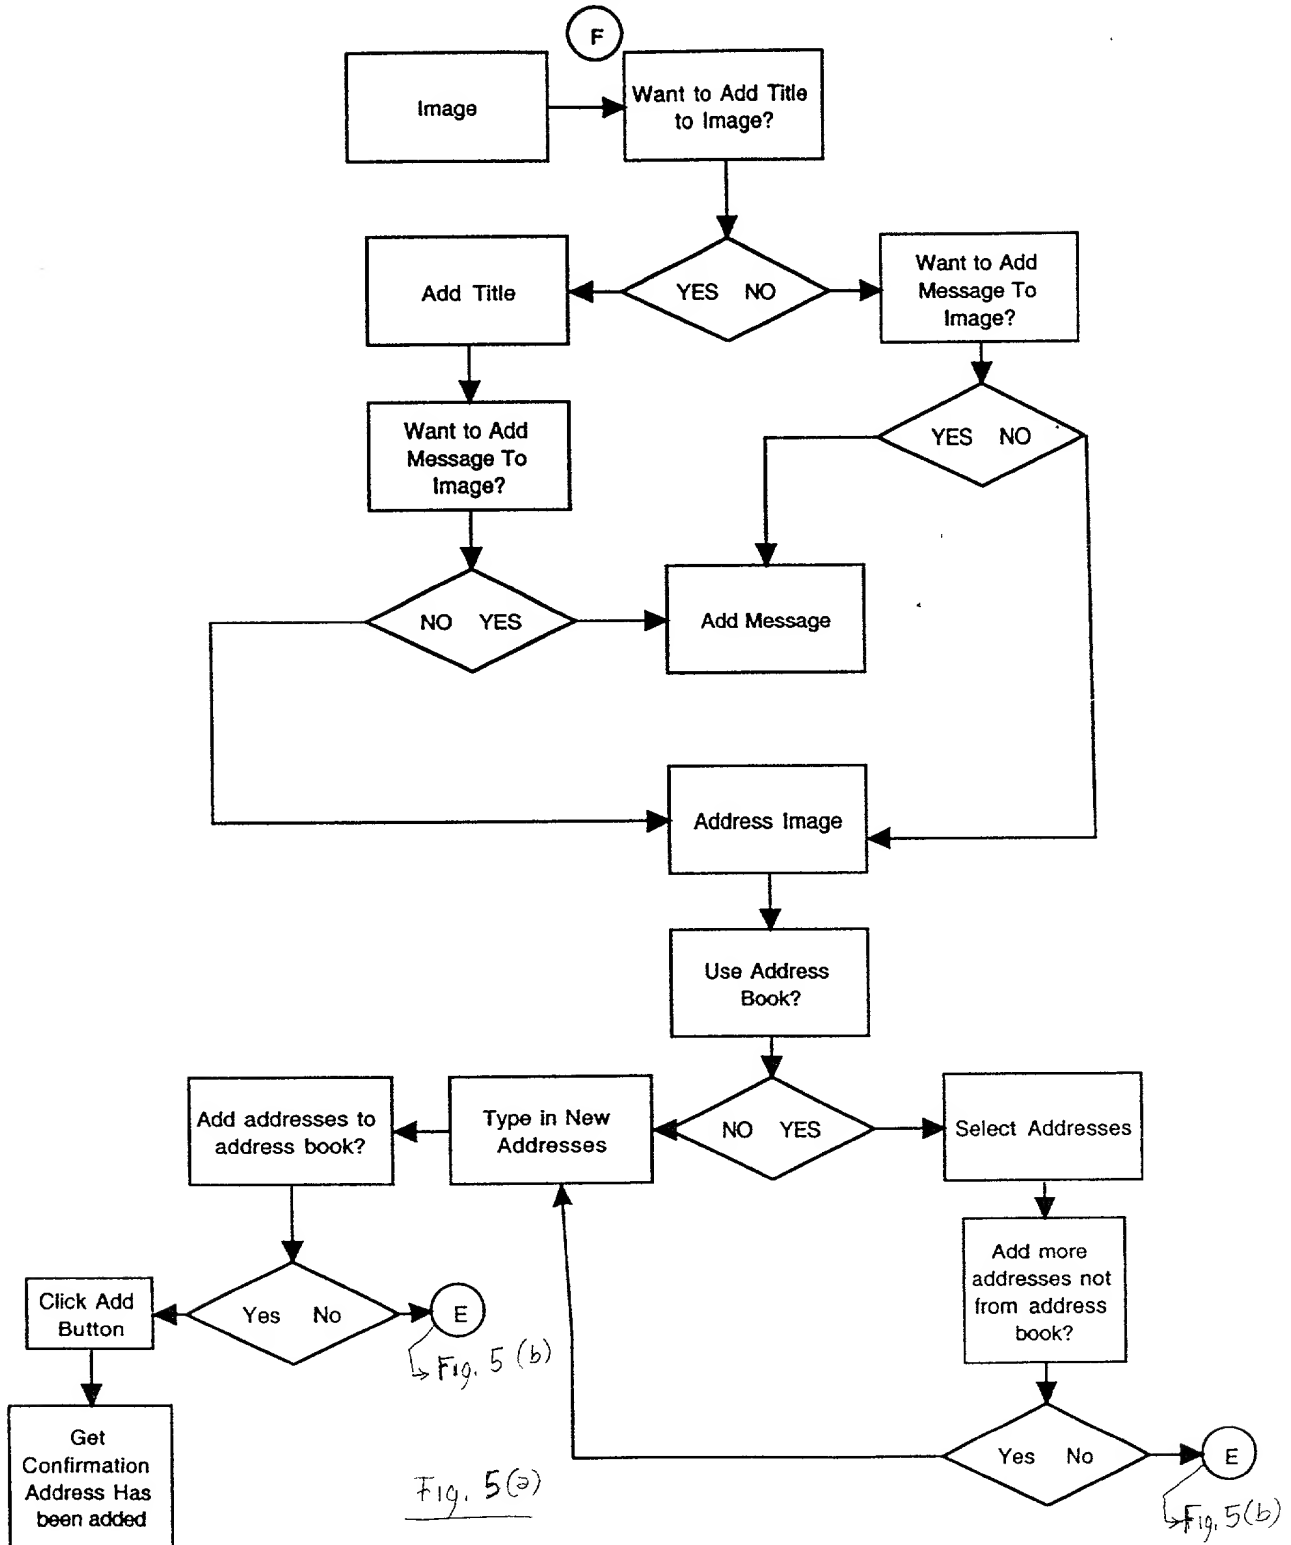 F
Image
Want to Add Title
to Image?
Add Title
YES NO
Want to Add
Message To
Image?
Want to Add
Message To
Image?
YES NO
NO YES
Add Message
Address Image
Use Address
Book?
Add addresses to
address book?
Type in New
Addresses
NO YES
Select Addresses
Add more
addresses not
from address
book?
Click Add
Button
Yes No
E
Fig. 5 (b)
Get
Confirmation
Address Has
been added
Yes No
E
Fig. 5(b)
Fig. 5(a)